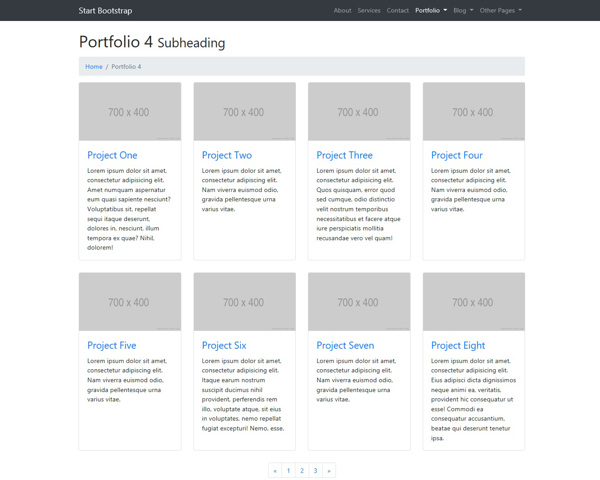 Start Bootstrap
About Services Contact Portfolio Blog Other Pages
Portfolio 4 Subheading
Home / Portfolio 4
700 x 400
Project One
Lorem ipsum dolor sit amet,
consectetur adipisicing elit.
Amet numquam aspernatur
eum quasi sapiente nesciunt?
Voluptatibus sit, repellat
sequi itaque deserunt,
dolores in, nesciunt, illum
tempora ex quae? Nihil,
dolorem!
700 x 400
Project Two
Lorem ipsum dolor sit amet,
consectetur adipiscing elit.
Nam viverra euismod odio,
gravida pellentesque urna
varius vitae.
700 x 400
Project Three
Lorem ipsum dolor sit amet,
consectetur adipisicing elit.
Quos quisquam, error quod
sed cumque, odio distinctio
velit nostrum temporibus
necessitatibus et facere atque
iure perspiciatis mollitia
recusandae vero vel quam!
700 x 400
Project Four
Lorem ipsum dolor sit amet,
consectetur adipiscing elit.
Nam viverra euismod odio,
gravida pellentesque urna
varius vitae.
700 x 400
Project Five
Lorem ipsum dolor sit amet,
consectetur adipiscing elit.
Nam viverra euismod odio,
gravida pellentesque urna
varius vitae.
700 x 400
Project Six
Lorem ipsum dolor sit amet,
consectetur adipisicing elit.
Itaque earum nostrum
suscipit ducimus nihil
provident, perferendis rem
illo, voluptate atque, sit eius
in voluptates, nemo repellat
fugiat excepturi! Nemo, esse.
700 x 400
Project Seven
Lorem ipsum dolor sit amet,
consectetur adipiscing elit.
Nam viverra euismod odio,
gravida pellentesque urna
varius vitae.
700 x 400
Project Eight
Lorem ipsum dolor sit amet,
consectetur adipisicing elit.
Eius adipisci dicta dignissimos
neque animi ea, veritatis,
provident hic consequatur ut
esse! Commodi ea
consequatur accusantium,
beatae qui deserunt tenetur
ipsa.
« 1 2 3 »